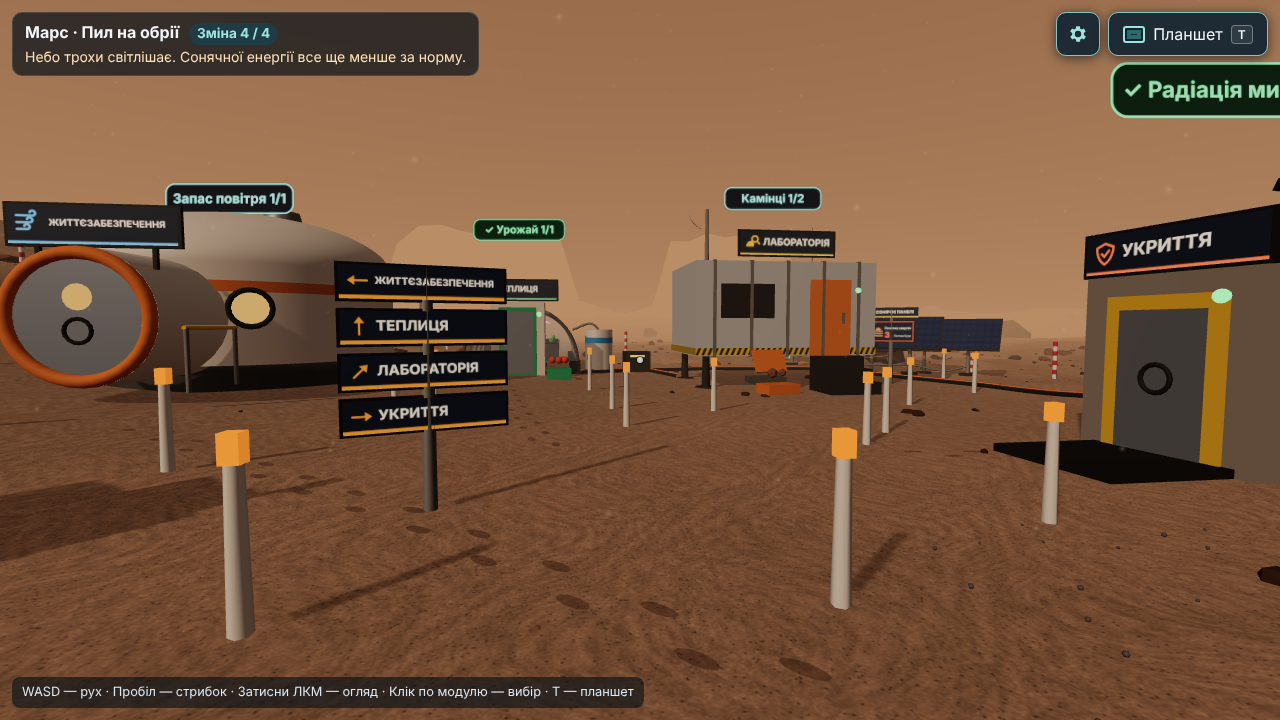 Марс · Пил на обрії
Зміна 4 / 4
Небо трохи світлішає. Сонячної енергії все ще менше за норму.
Планшет T
✓ Радіація ми
Запас повітря 1/1
ЖИТТЄЗАБЕЗПЕЧЕННЯ
✓ Урожай 1/1
Камінці 1/2
ЛАБОРАТОРІЯ
УКРИТТЯ
ПЛИЦЯ
← ЖИТТЄЗАБЕЗПЕЧЕННЯ
↑ ТЕПЛИЦЯ
↗ ЛАБОРАТОРІЯ
→ УКРИТТЯ
WASD — рух · Пробіл — стрибок · Затисни ЛКМ — огляд · Клік по модулю — вибір · T — планшет